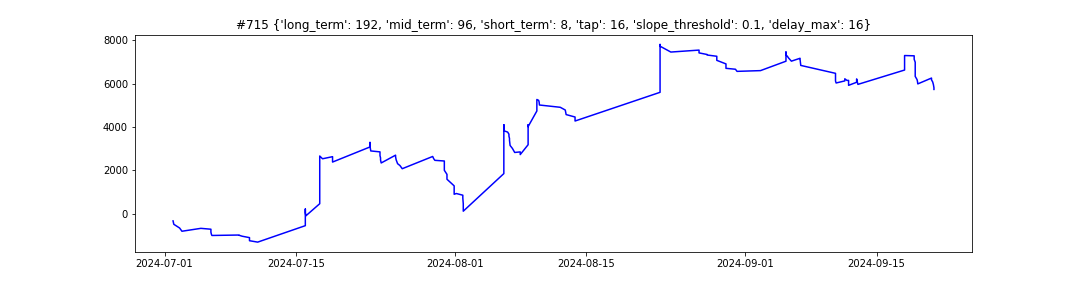 #715 {'long_term': 192, 'mid_term': 96, 'short_term': 8, 'tap': 16, 'slope_threshold': 0.1, 'delay_max': 16}
8000
6000
4000
2000
0
2024-07-01 2024-07-15 2024-08-01 2024-08-15 2024-09-01 2024-09-15